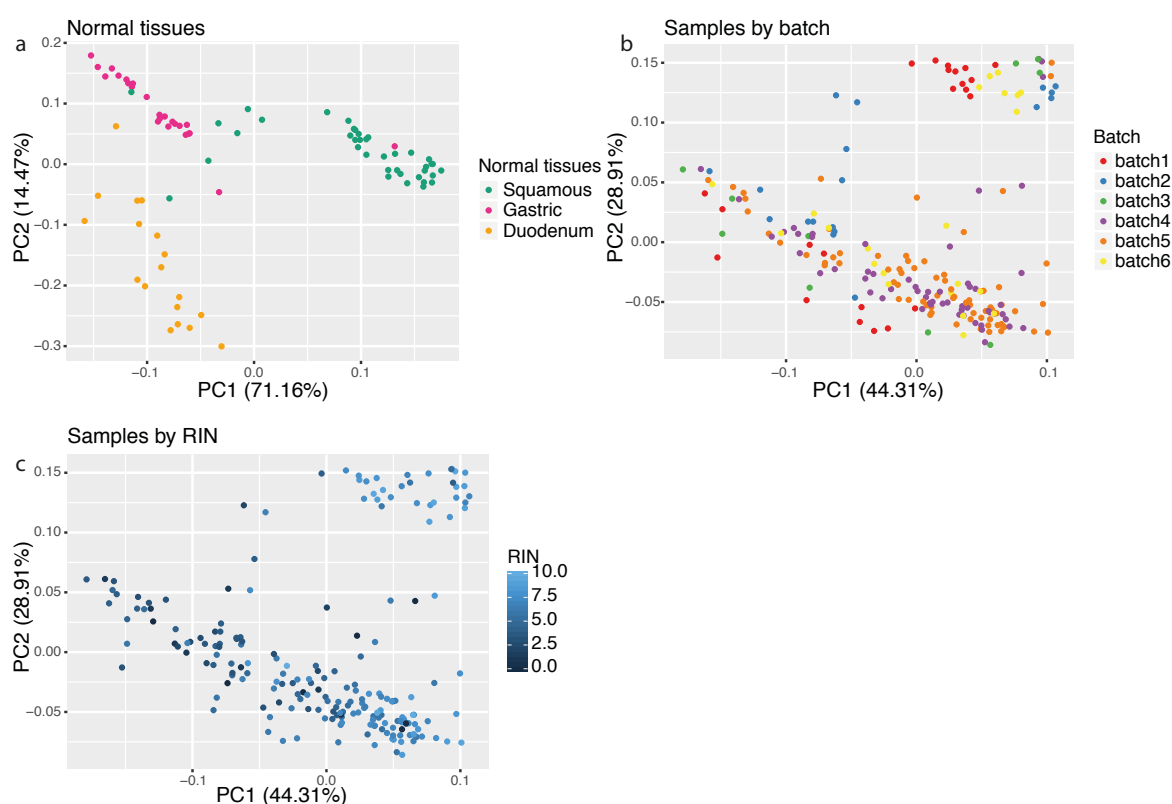 a
Normal tissues
0.2
0.1
0.0
−0.1
−0.2
−0.3
PC2 (14.47%)
−0.1
0.0
0.1
PC1 (71.16%)
Normal tissues
Squamous
Gastric
Duodenum
b
Samples by batch
0.15
0.10
0.05
0.00
−0.05
PC2 (28.91%)
−0.1
0.0
0.1
PC1 (44.31%)
Batch
batch1
batch2
batch3
batch4
batch5
batch6
Samples by RIN
c
0.15
0.10
0.05
0.00
−0.05
PC2 (28.91%)
−0.1
0.0
0.1
PC1 (44.31%)
RIN
10.0
7.5
5.0
2.5
0.0